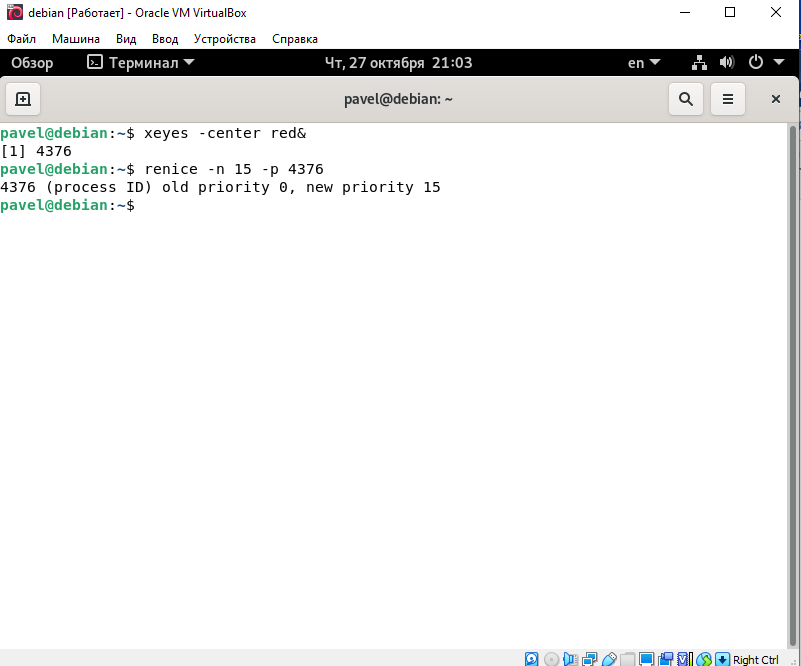 debian [Работает] - Oracle VM VirtualBox
Файл Машина Вид Ввод Устройства Справка
Обзор Терминал Чт, 27 октября 21:03 en
pavel@debian: ~
pavel@debian:~$ xeyes -center red&
[1] 4376
pavel@debian:~$ renice -n 15 -p 4376
4376 (process ID) old priority 0, new priority 15
pavel@debian:~$
Right Ctrl